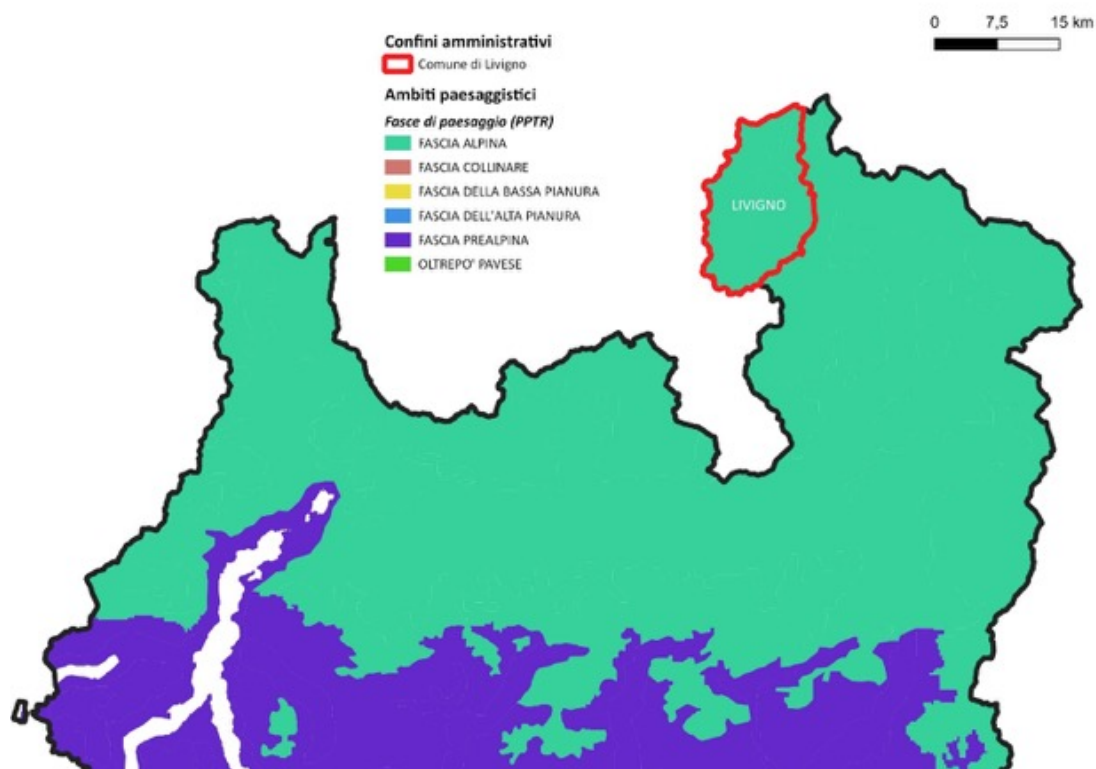 0 7,5 15 km
Confini amministrativi
Comune di Livigno
Ambiti paesaggistici
Fasce di paesaggio (PPTR)
FASCIA ALPINA
FASCIA COLLINARE
FASCIA DELLA BASSA PIANURA
FASCIA DELL'ALTA PIANURA
FASCIA PREALPINA
OLTREPO' PAVESE
LIVIGNO